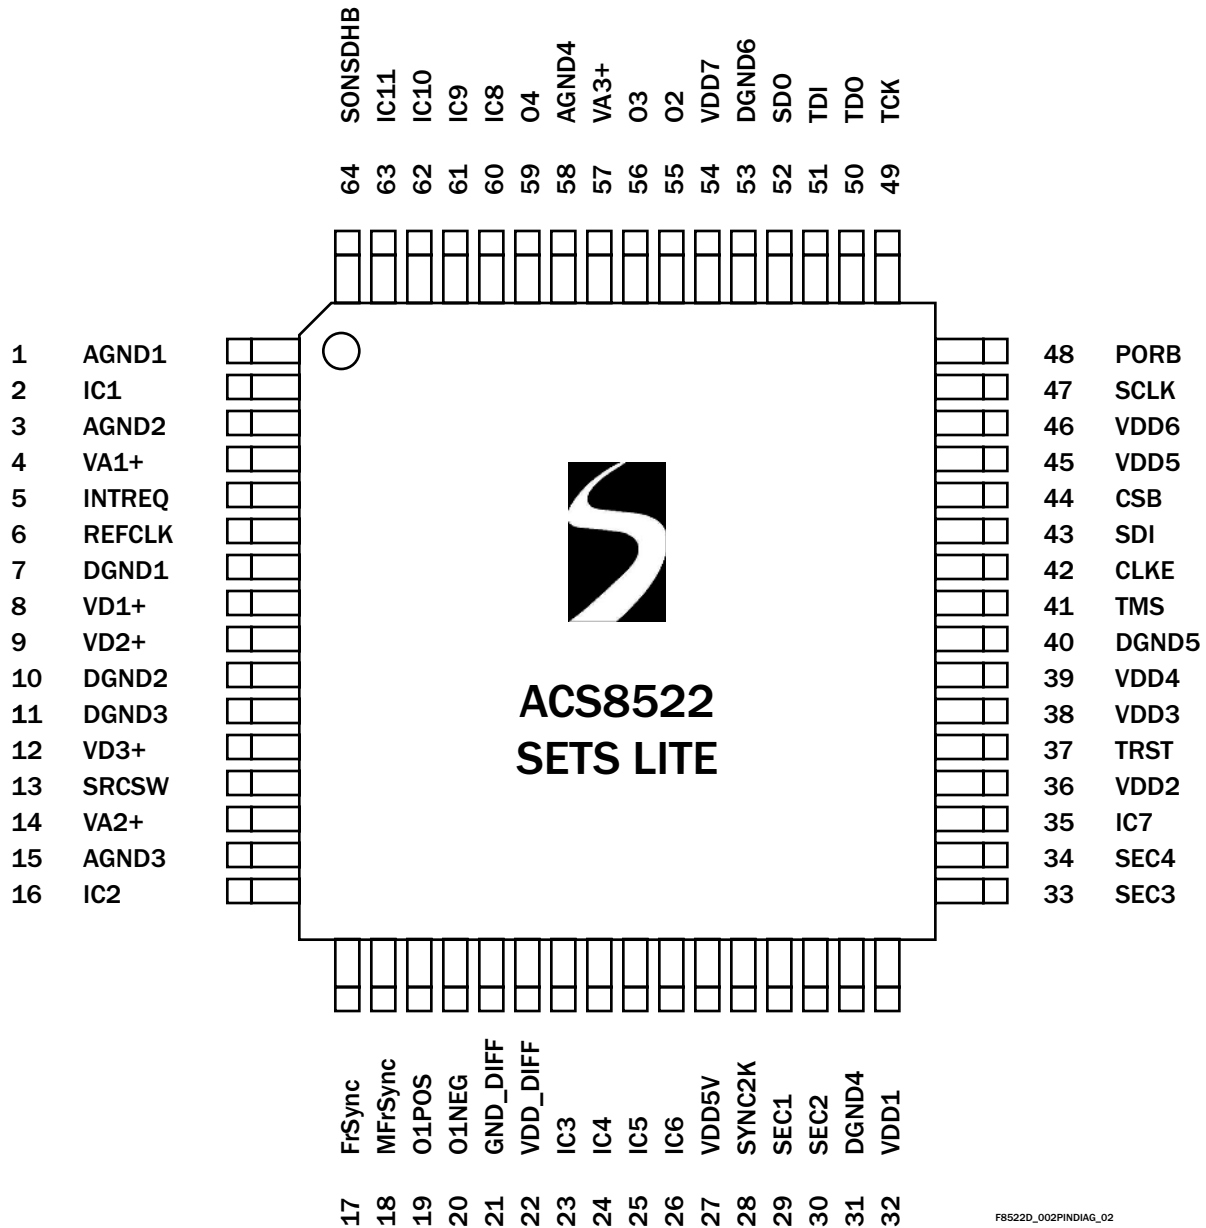 SONSDHB
IC11
IC10
IC9
IC8
O4
AGND4
VA3+
O3
O2
VDD7
DGND6
SDO
TDI
TDO
TCK
64
63
62
61
60
59
58
57
56
55
54
53
52
51
50
49
1 AGND1
2 IC1
3 AGND2
4 VA1+
5 INTREQ
6 REFCLK
7 DGND1
8 VD1+
9 VD2+
10 DGND2
11 DGND3
12 VD3+
13 SRCSW
14 VA2+
15 AGND3
16 IC2
ACS8522
SETS LITE
48 PORB
47 SCLK
46 VDD6
45 VDD5
44 CSB
43 SDI
42 CLKE
41 TMS
40 DGND5
39 VDD4
38 VDD3
37 TRST
36 VDD2
35 IC7
34 SEC4
33 SEC3
FrSync
MFrSync
O1POS
O1NEG
GND_DIFF
VDD_DIFF
IC3
IC4
IC5
IC6
VDD5V
SYNC2K
SEC1
SEC2
DGND4
VDD1
17
18
19
20
21
22
23
24
25
26
27
28
29
30
31
32
F8522D_002PINDIAG_02